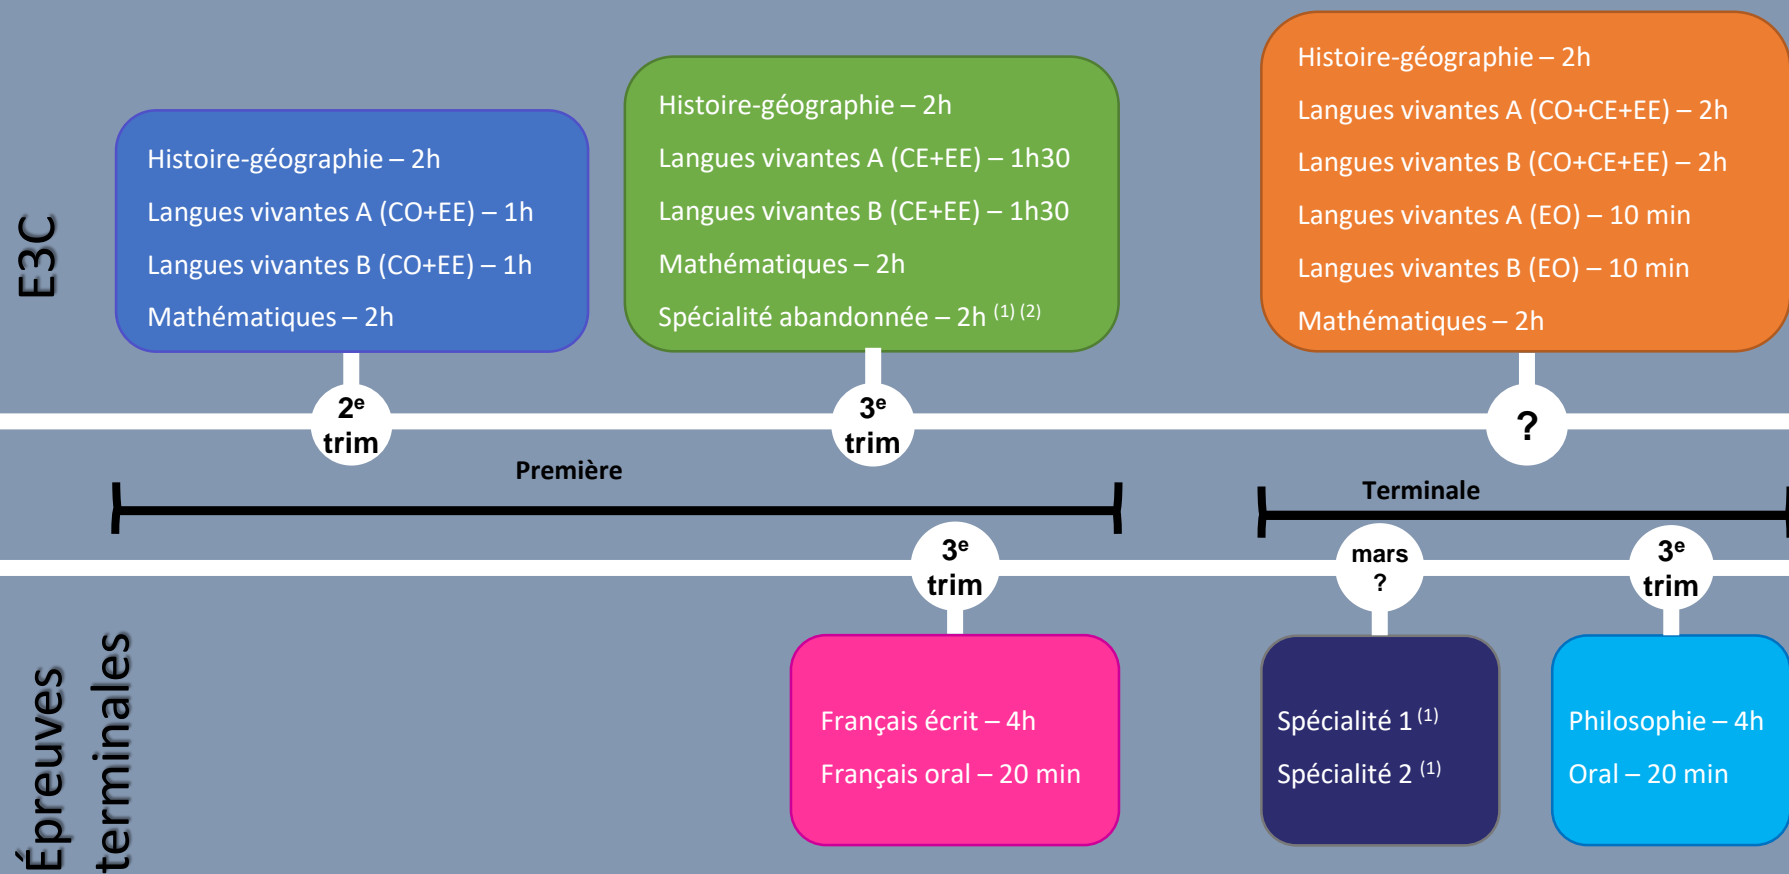 E3C
Histoire-géographie – 2h
Langues vivantes A (CO+EE) – 1h
Langues vivantes B (CO+EE) – 1h
Mathématiques – 2h
Histoire-géographie – 2h
Langues vivantes A (CE+EE) – 1h30
Langues vivantes B (CE+EE) – 1h30
Mathématiques – 2h
Spécialité abandonnée – 2h (1) (2)
Histoire-géographie – 2h
Langues vivantes A (CO+CE+EE) – 2h
Langues vivantes B (CO+CE+EE) – 2h
Langues vivantes A (EO) – 10 min
Langues vivantes B (EO) – 10 min
Mathématiques – 2h
2e
trim
3e
trim
?
Première
Terminale
3e
trim
mars
?
3e
trim
Épreuves
terminales
Français écrit – 4h
Français oral – 20 min
Spécialité 1 (1)
Spécialité 2 (1)
Philosophie – 4h
Oral – 20 min